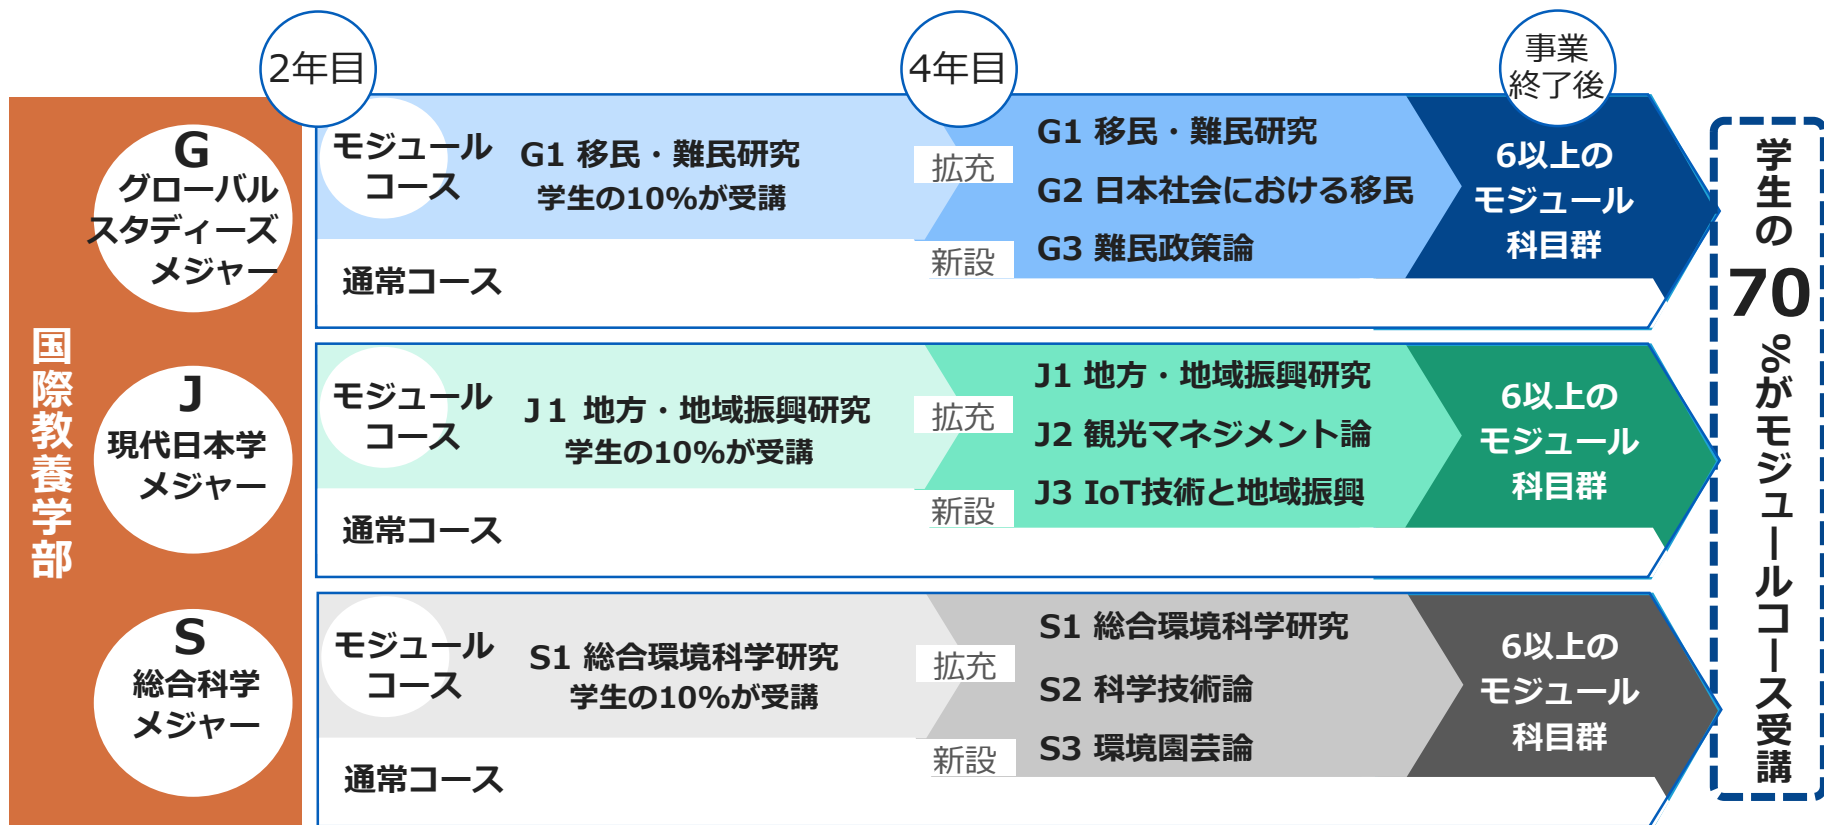 2年目
4年目
事業
終了後
国際教養学部
G
グローバル
スタディーズ
メジャー
モジュール
コース
G1 移民・難民研究
学生の10%が受講
通常コース
拡充
新設
G1 移民・難民研究
G2 日本社会における移民
G3 難民政策論
6以上の
モジュール
科目群
J
現代日本学
メジャー
モジュール
コース
J１ 地方・地域振興研究
学生の10%が受講
通常コース
拡充
新設
J1 地方・地域振興研究
J2 観光マネジメント論
J3 IoT技術と地域振興
6以上の
モジュール
科目群
S
総合科学
メジャー
モジュール
コース
S1 総合環境科学研究
学生の10%が受講
通常コース
拡充
新設
S1 総合環境科学研究
S2 科学技術論
S3 環境園芸論
6以上の
モジュール
科目群
学生の70%がモジュールコース受講